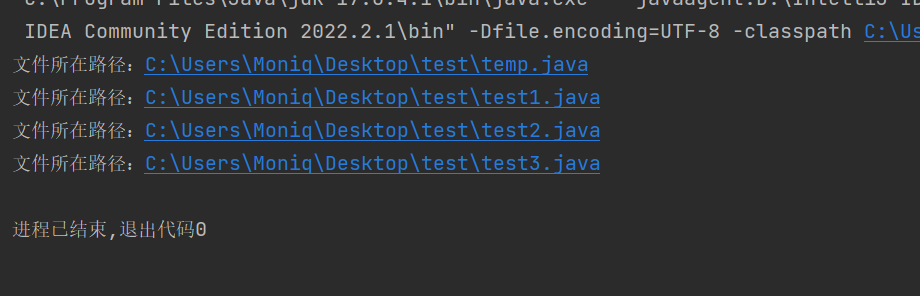 IDEA Community Edition 2022.2.1\bin" -Dfile.encoding=UTF-8 -classpath C:\Us
文件所在路径：C:\Users\Moniq\Desktop\test\temp.java
文件所在路径：C:\Users\Moniq\Desktop\test\test1.java
文件所在路径：C:\Users\Moniq\Desktop\test\test2.java
文件所在路径：C:\Users\Moniq\Desktop\test\test3.java
进程已结束,退出代码0